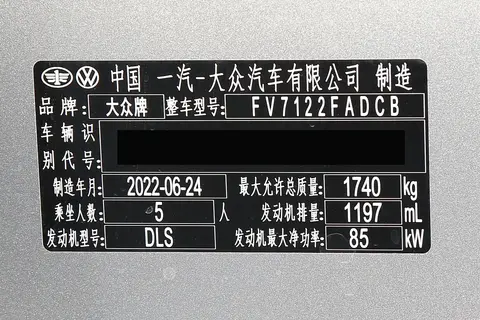 中国 一汽-大众汽车有限公司 制造
品牌: 大众牌 整车型号: FV7122FADCB
车辆识
别代号:
制造年月: 2022-06-24 最大允许总质量: 1740 kg
乘坐人数: 5 人 发动机排量: 1197 mL
发动机型号: DLS 发动机最大净功率: 85 kW